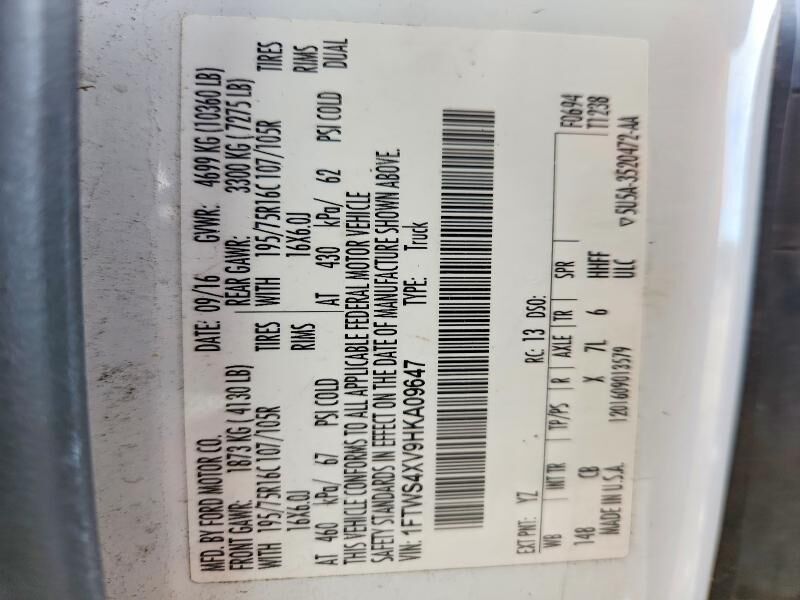 MFD. BY FORD MOTOR CO. DATE: 09/16 GVWR: 4699 KG (10360 LB)
FRONT GAWR: 1873 KG (4130 LB) REAR GAWR: 3300 KG (7275 LB)
WITH 195/75R16C 107/105R TIRES WITH 195/75R16C 107/105R TIRES
16X6.0J RIMS 16X6.0J RIMS
AT 460 kPa/ 67 PSI COLD AT 430 kPa/ 62 PSI COLD DUAL
THIS VEHICLE CONFORMS TO ALL APPLICABLE FEDERAL MOTOR VEHICLE
SAFETY STANDARDS IN EFFECT ON THE DATE OF MANUFACTURE SHOWN ABOVE.
VIN: 1FTWS4XV9HKA09647 TYPE: Truck
F0694
T1238
EXT PNT: YZ RC: 13 DSO:
WB INT TR TP/PS R AXLE TR SPR
148 CB X 7L 6 HHFF
MADE IN U.S.A. 1201609013579 ULC
▽5U5A-3520472-AA